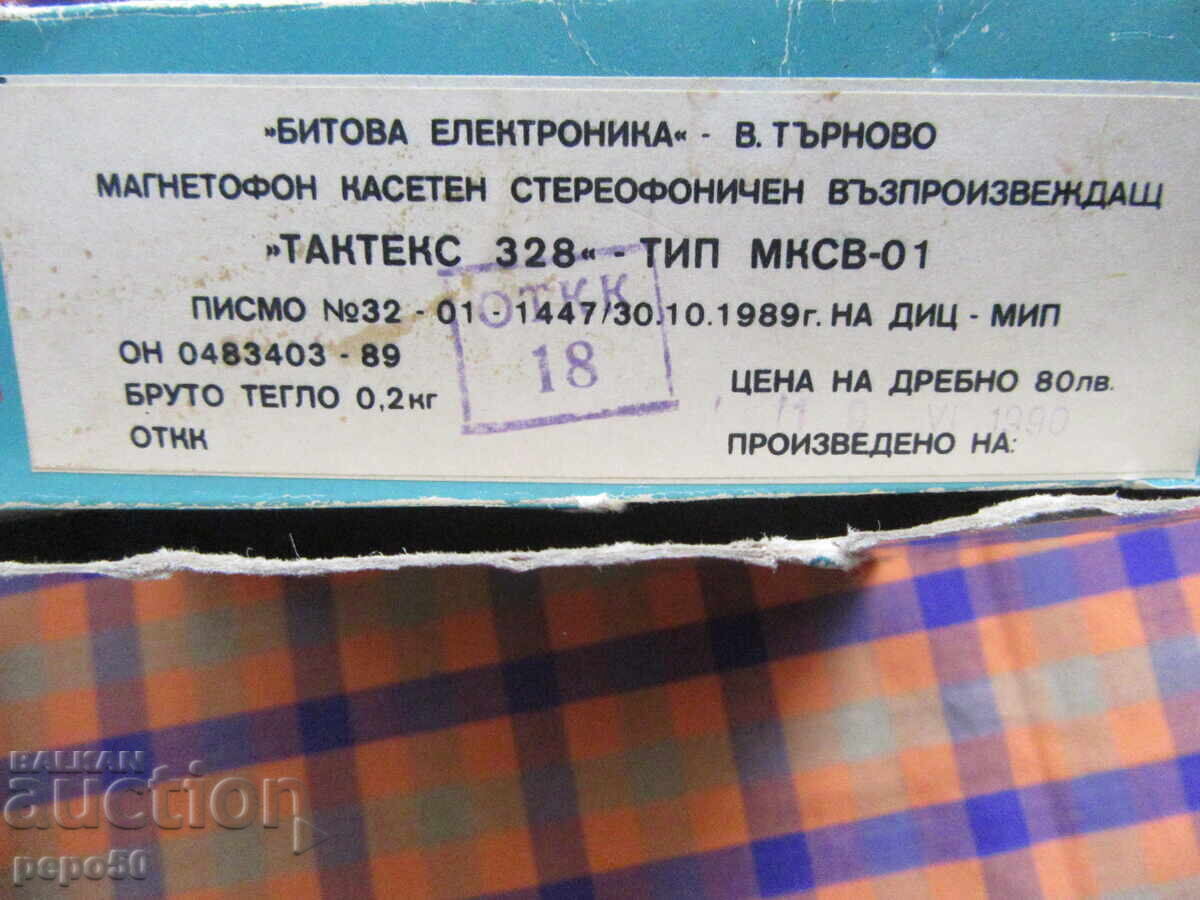 »БИТОВА ЕЛЕКТРОНИКА« - В. ТЪРНОВО
МАГНЕТОФОН КАСЕТЕН СТЕРЕОФОНИЧЕН ВЪЗПРОИЗВЕЖДАЩ
»ТАКТЕКС 328« - ТИП МКСВ-01
ПИСМО №32 - 01 - 1447/30.10.1989г. НА ДИЦ - МИП
ОН 0483403 - 89
БРУТО ТЕГЛО 0,2кг
ОТКК
ОТКК
18
ЦЕНА НА ДРЕБНО 80лв.
VI 1990
ПРОИЗВЕДЕНО НА:
BALKAN
auction
pepo50